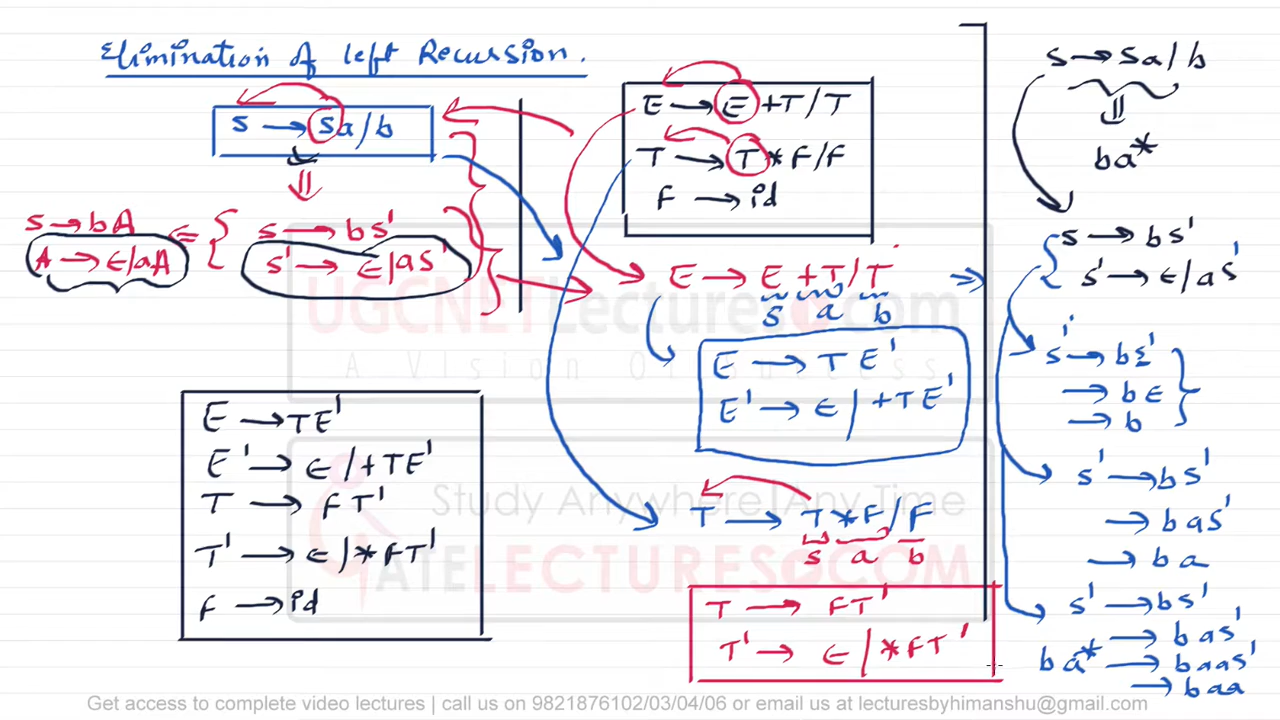 Elimination of left Recursion.
S → Sa/b
⇓
S → bA ⇐ { S → bS'
A → ∈/aA { S' → ∈|aS'
E → TE'
E' → ∈/+TE'
T → FT'
T' → ∈/*FT'
F → id
E → E+T/T
T → T*F/F
F → id
E → E +T/T ⇒
S a b
E → TE'
E' → ∈/+TE'
T → T*F/F
S a b
T → FT'
T' → ∈/*FT'
S → Sa/b
⇓
ba*
S → bS'
S' → ∈/aS'
S' → bS'
→ b∈
→ b
S' → bS'
→ baS'
→ ba
S' → bS'
→ baS'
ba* → baaS'
→ baa
UGCNETLectures.com
A Vision Of Success
Study Anywhere|Any Time
GATELECTURES.COM
Get access to complete video lectures | call us on 9821876102/03/04/06 or email us at lecturesbyhimanshu@gmail.com